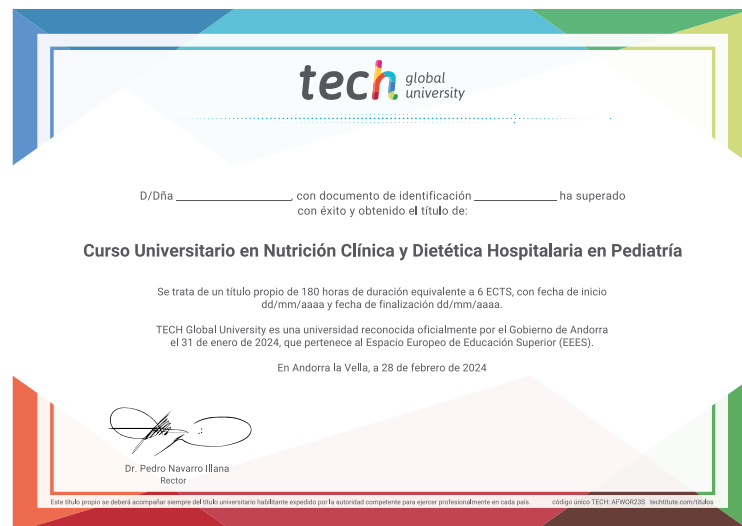 tech global university
D/Dña ____________, con documento de identificación ____________ ha superado
con éxito y obtenido el título de:
Curso Universitario en Nutrición Clínica y Dietética Hospitalaria en Pediatría
Se trata de un título propio de 180 horas de duración equivalente a 6 ECTS, con fecha de inicio
dd/mm/aaaa y fecha de finalización dd/mm/aaaa.
TECH Global University es una universidad reconocida oficialmente por el Gobierno de Andorra
el 31 de enero de 2024, que pertenece al Espacio Europeo de Educación Superior (EEES).
En Andorra la Vella, a 28 de febrero de 2024
Dr. Pedro Navarro Illana
Rector
Este título propio se deberá acompañar siempre del título universitario habilitante expedido por la autoridad competente para ejercer profesionalmente en cada país. código único TECH: AFWOR23S techtitute.com/titulos